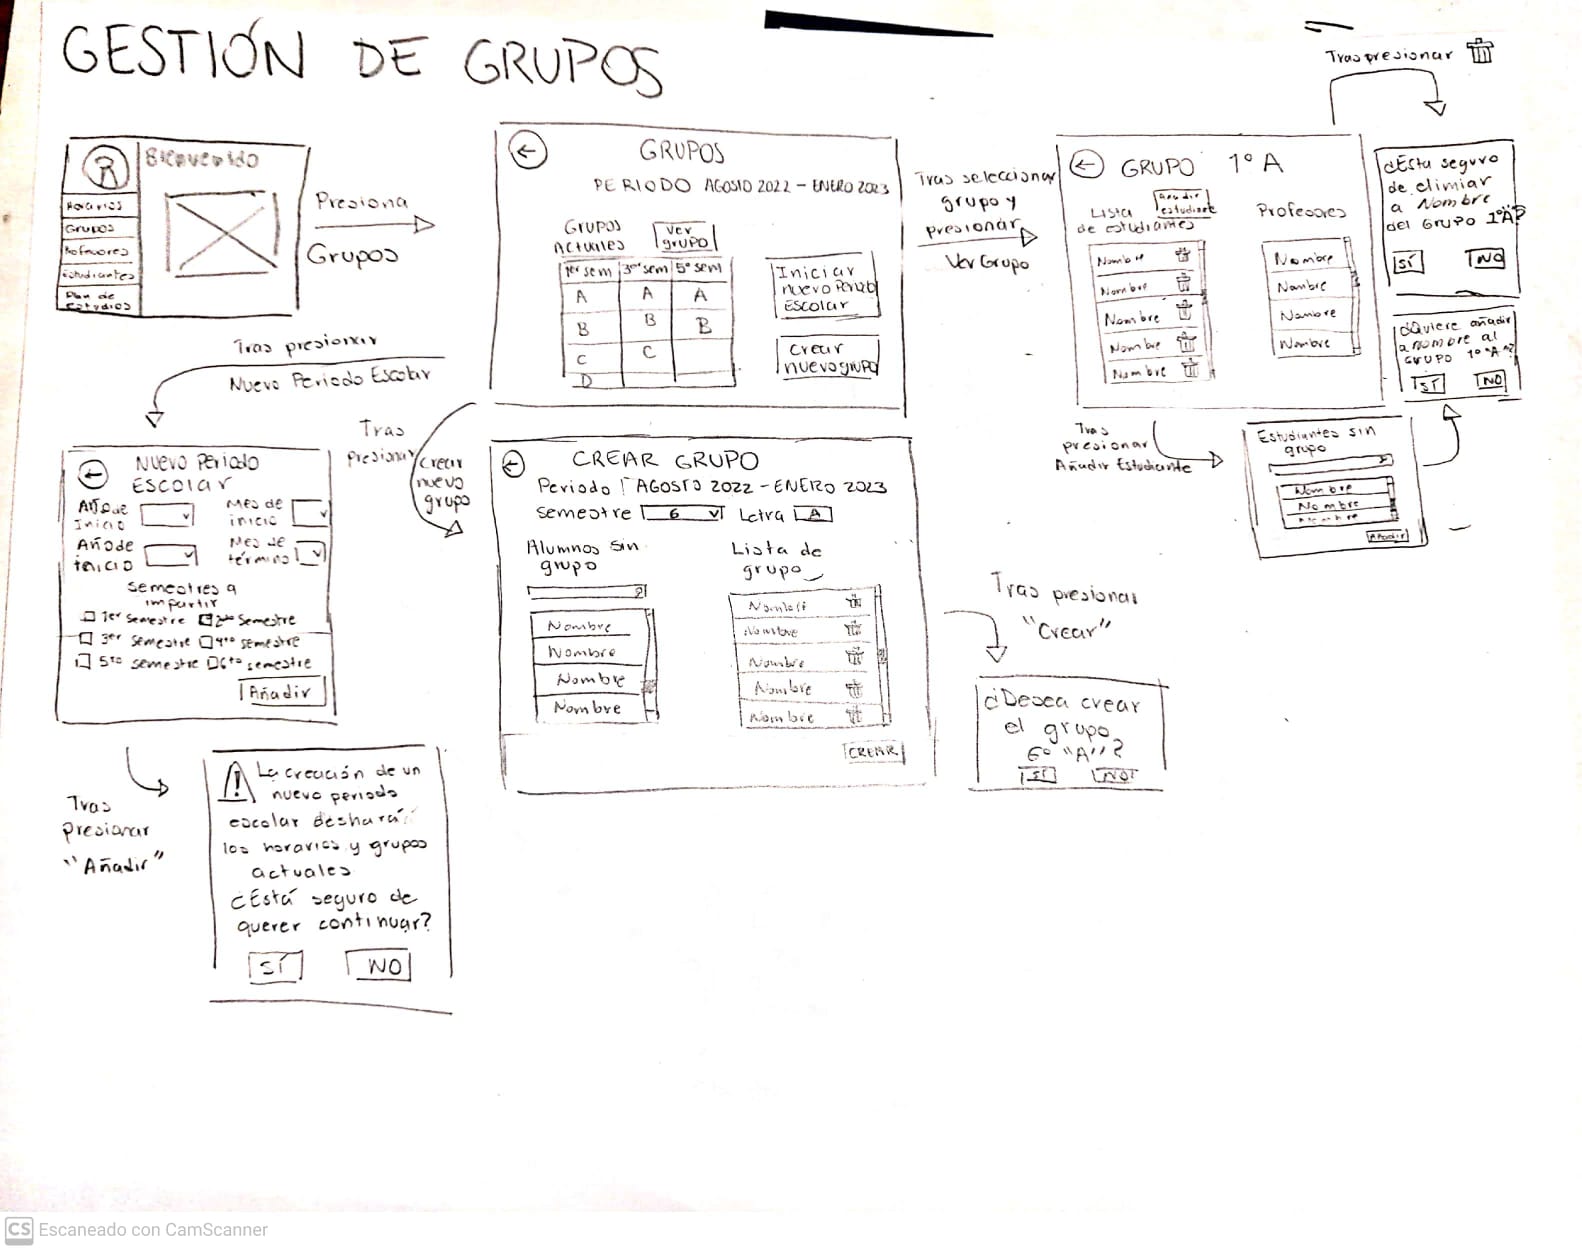 GESTIÓN DE GRUPOS
R
Bienvenido
Horarios
Grupos
Profesores
Estudiantes
Plan de
estudios
Presiona
Grupos
GRUPOS
PERIODO AGOSTO 2022 - ENERO 2023
GRUPOS
ACTUALES
Ver
grupo
1er sem 3er sem 5º sem
A A A
B B B
C C
D
Iniciar
nuevo Periodo
Escolar
Crear
nuevo grupo
Tras seleccionar
grupo y
presionar
Ver Grupo
GRUPO 1º A
Lista
de estudiantes
Añadir
estudiante
Profesores
Nombre
Nombre
Nombre
Nombre
Nombre
Nombre
Nombre
Nombre
Nombre
Tras presionar
¿Esta seguro
de elimiar
a Nombre
del GRUPO 1º"A"?
SÍ NO
¿Quiere añadir
a nombre al
GRUPO 1º "A"?
SÍ NO
Tras
presionar
Añadir Estudiante
Estudiantes sin
grupo
Nombre
Nombre
Nombre
Añadir
Tras presionar
Nuevo Periodo Escolar
Nuevo Periodo
ESCOLAR
Año de
Inicio
Mes de
inicio
Año de
inicio
Mes de
término
Semestres a
impartir
1er semestre 2do semestre
3er semestre 4to semestre
5to semestre 6to semestre
Añadir
Tras
presionar
"Añadir"
! La creación de un
nuevo periodo
escolar deshará
los horarios y grupos
actuales
¿Está seguro de
querer continuar?
SÍ NO
Tras
presionar
Crear
nuevo
grupo
CREAR GRUPO
Periodo: AGOSTO 2022 - ENERO 2023
Semestre 6 Letra A
Alumnos sin
grupo
Nombre
Nombre
Nombre
Nombre
Lista de
grupo
Nombre
Nombre
Nombre
Nombre
Nombre
CREAR
Tras presionar
"Crear"
¿Desea crear
el grupo
6º "A"?
SÍ NO
CS Escaneado con CamScanner